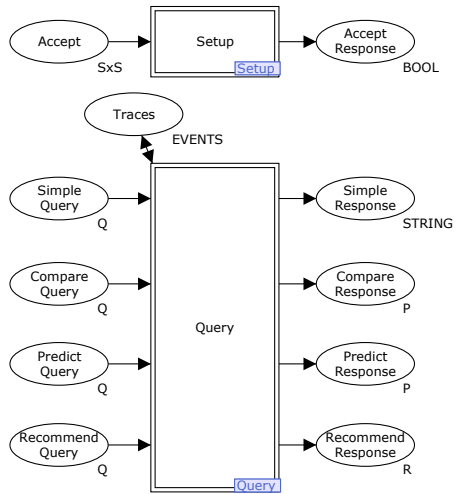 Accept
SxS
Setup
Setup
Accept
Response
BOOL
Traces
EVENTS
Simple
Query
Q
Simple
Response
STRING
Compare
Query
Q
Compare
Response
P
Query
Predict
Query
Q
Predict
Response
P
Recommend
Query
Q
Recommend
Response
R
Query